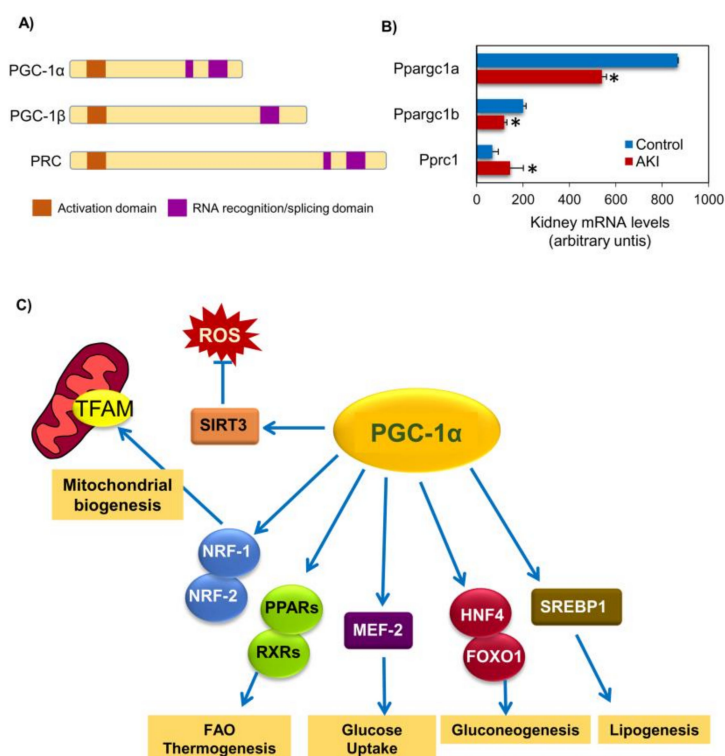 A)
PGC-1α
PGC-1β
PRC
Activation domain
RNA recognition/splicing domain
B)
Ppargc1a
Ppargc1b
Pprc1
*
*
*
Control
AKI
0 200 400 600 800 1000
Kidney mRNA levels
(arbitrary untis)
C)
ROS
TFAM
SIRT3
PGC-1α
Mitochondrial
biogenesis
NRF-1
NRF-2
PPARs
RXRs
MEF-2
HNF4
FOXO1
SREBP1
FAO
Thermogenesis
Glucose
Uptake
Gluconeogenesis
Lipogenesis